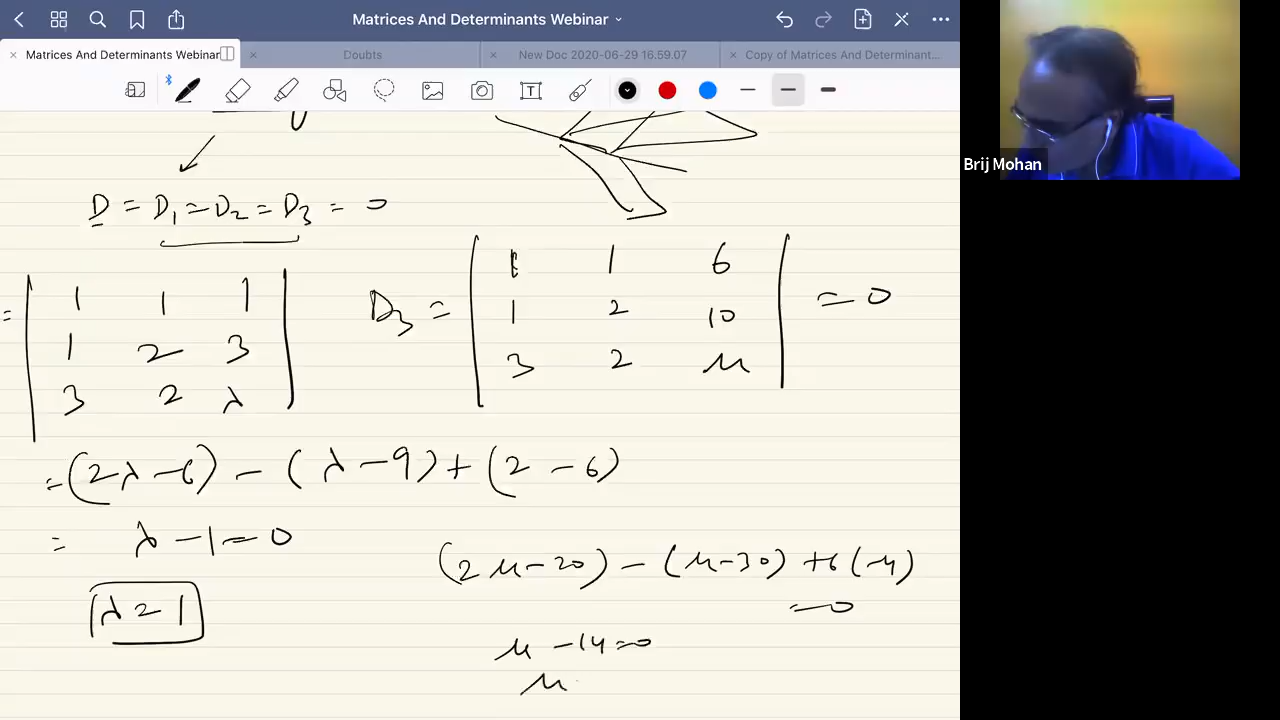 Matrices And Determinants Webinar
Matrices And Determinants Webinar
Doubts
New Doc 2020-06-29 16.59.07
Copy of Matrices And Determinant...
T
Brij Mohan
D = D₁ = D₂ = D₃ = 0
= | 1 1 1 |
| 1 2 3 |
| 3 2 λ |
D₃ = | 1 1 6 | = 0
| 1 2 10 |
| 3 2 μ |
= (2λ-6) - (λ-9) + (2-6)
= λ-1=0
λ = 1
(2μ-20) - (μ-30) +6(-4)
=0
μ -14=0
μ